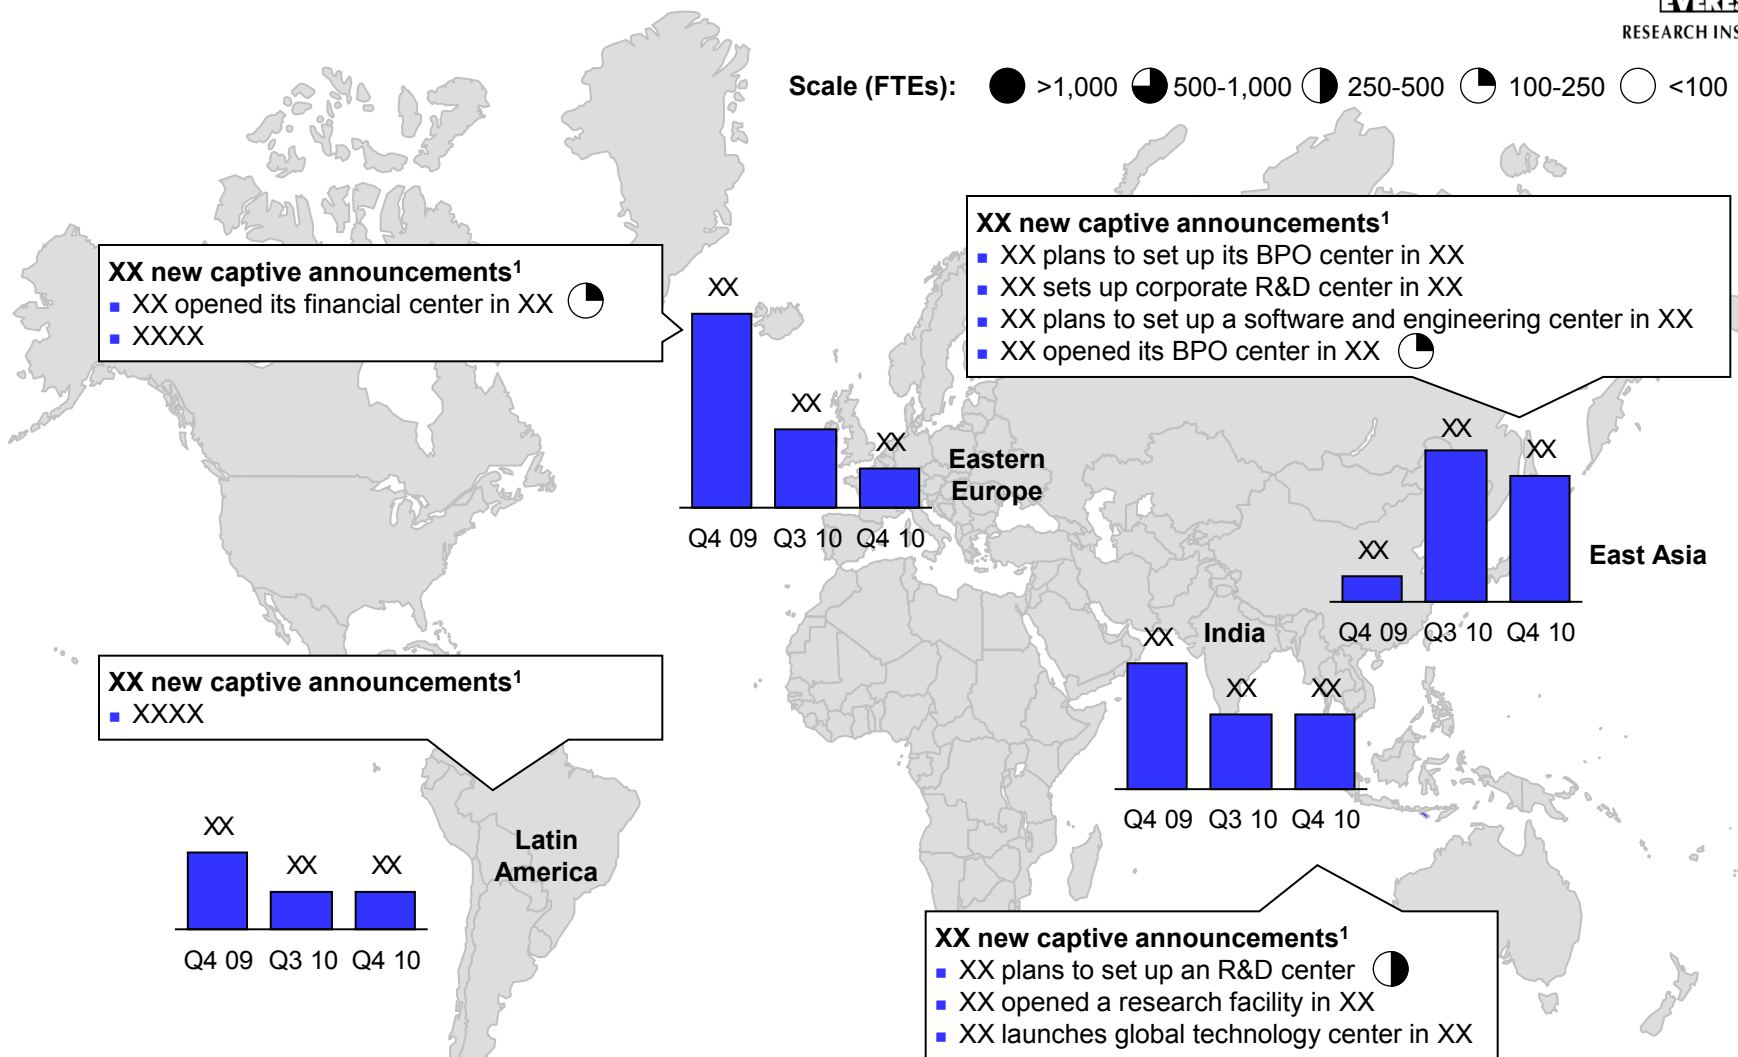 RESEARCH INS
Scale (FTEs): >1,000 500-1,000 250-500 100-250 <100
XX new captive announcements¹
XX opened its financial center in XX
XXXX
XX new captive announcements¹
XX plans to set up its BPO center in XX
XX sets up corporate R&D center in XX
XX plans to set up a software and engineering center in XX
XX opened its BPO center in XX
XX
XX
XX
Eastern
Europe
Q4 09 Q3 10 Q4 10
XX
XX
XX
East Asia
Q4 09 Q3 10 Q4 10
XX
India
XX
XX
Q4 09 Q3 10 Q4 10
XX new captive announcements¹
XXXX
XX
XX
XX
Latin
America
Q4 09 Q3 10 Q4 10
XX new captive announcements¹
XX plans to set up an R&D center
XX opened a research facility in XX
XX launches global technology center in XX